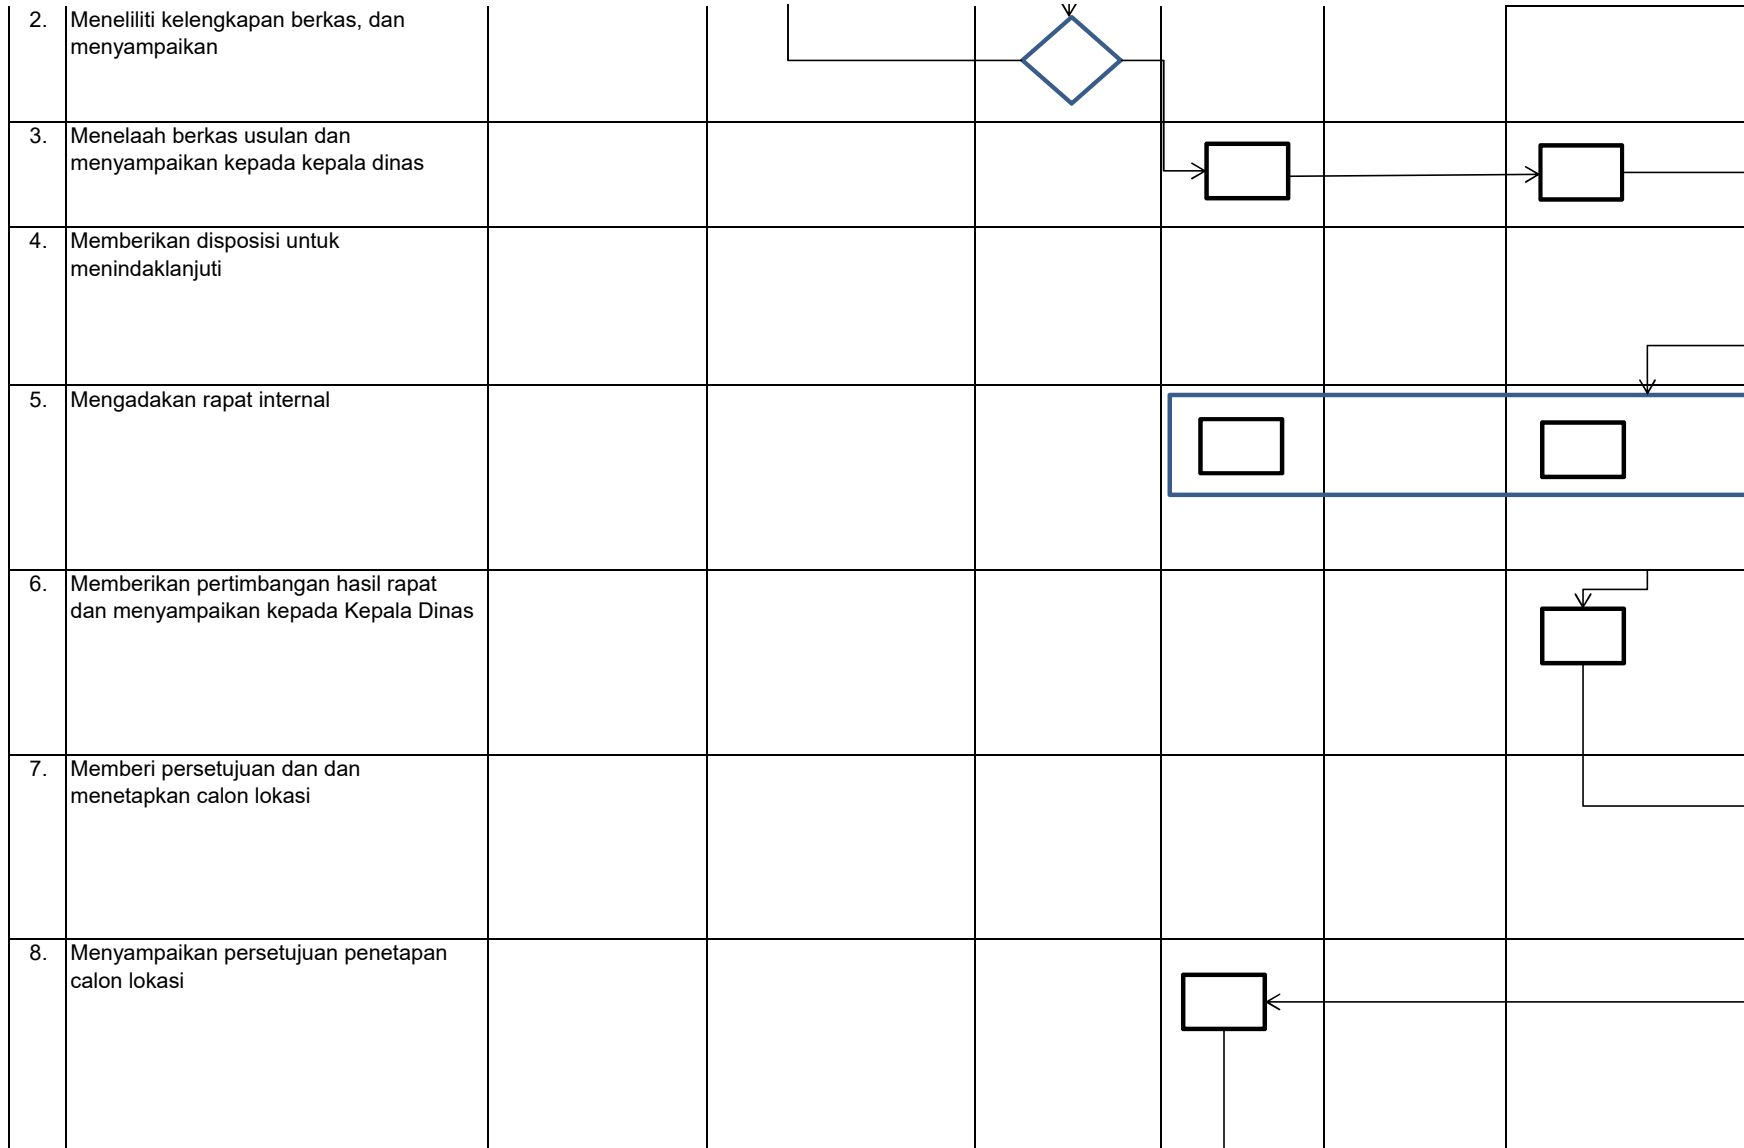 2. Meneliliti kelengkapan berkas, dan
menyampaikan
3. Menelaah berkas usulan dan
menyampaikan kepada kepala dinas
4. Memberikan disposisi untuk
menindaklanjuti
5. Mengadakan rapat internal
6. Memberikan pertimbangan hasil rapat
dan menyampaikan kepada Kepala Dinas
7. Memberi persetujuan dan dan
menetapkan calon lokasi
8. Menyampaikan persetujuan penetapan
calon lokasi